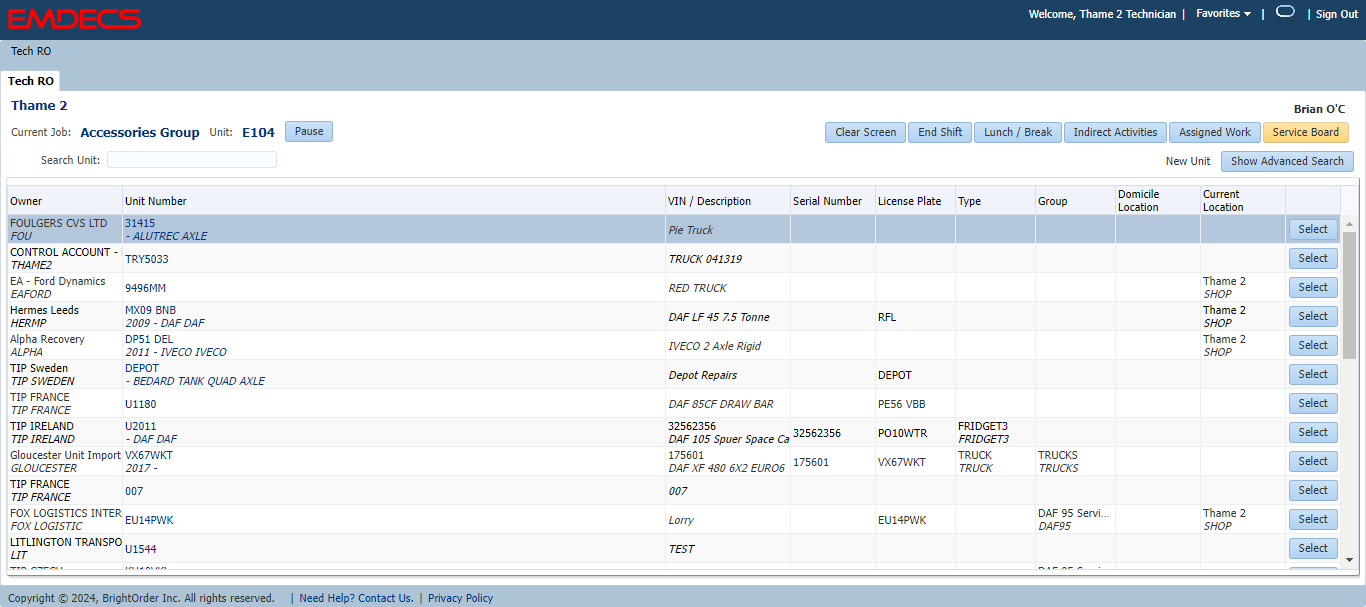 EMDECS
Welcome, Thame 2 Technician | Favorites | | Sign Out
Tech RO
Tech RO
Thame 2
Brian O'C
Current Job: Accessories Group Unit: E104 Pause
Clear Screen End Shift Lunch / Break Indirect Activities Assigned Work Service Board
Search Unit:
New Unit Show Advanced Search
Owner Unit Number VIN / Description Serial Number License Plate Type Group Domicile Location Current Location
FOULGERS CVS LTD 31415 Pie Truck Select
FOU - ALUTREC AXLE
CONTROL ACCOUNT - TRY5033 TRUCK 041319 Select
THAME2
EA - Ford Dynamics 9496MM RED TRUCK Thame 2 Select
EAFORD SHOP
Hermes Leeds MX09 BNB DAF LF 45 7.5 Tonne RFL Thame 2 Select
HERMP 2009 - DAF DAF SHOP
Alpha Recovery DP51 DEL IVECO 2 Axle Rigid Thame 2 Select
ALPHA 2011 - IVECO IVECO SHOP
TIP Sweden DEPOT Depot Repairs DEPOT Select
TIP SWEDEN - BEDARD TANK QUAD AXLE
TIP FRANCE U1180 DAF 85CF DRAW BAR PE56 VBB Select
TIP FRANCE
TIP IRELAND U2011 32562356 32562356 PO10WTR FRIDGET3 Select
TIP IRELAND - DAF DAF DAF 105 Spuer Space Ca FRIDGET3
Gloucester Unit Import VX67WKT 175601 175601 VX67WKT TRUCK TRUCKS Select
GLOUCESTER 2017 - DAF XF 480 6X2 EURO6 TRUCK TRUCKS
TIP FRANCE 007 007 Select
TIP FRANCE
FOX LOGISTICS INTER EU14PWK Lorry EU14PWK DAF 95 Servi... Thame 2 Select
FOX LOGISTIC DAF95 SHOP
LITLINGTON TRANSPO U1544 TEST Select
LIT
Copyright © 2024, BrightOrder Inc. All rights reserved. | Need Help? Contact Us. | Privacy Policy